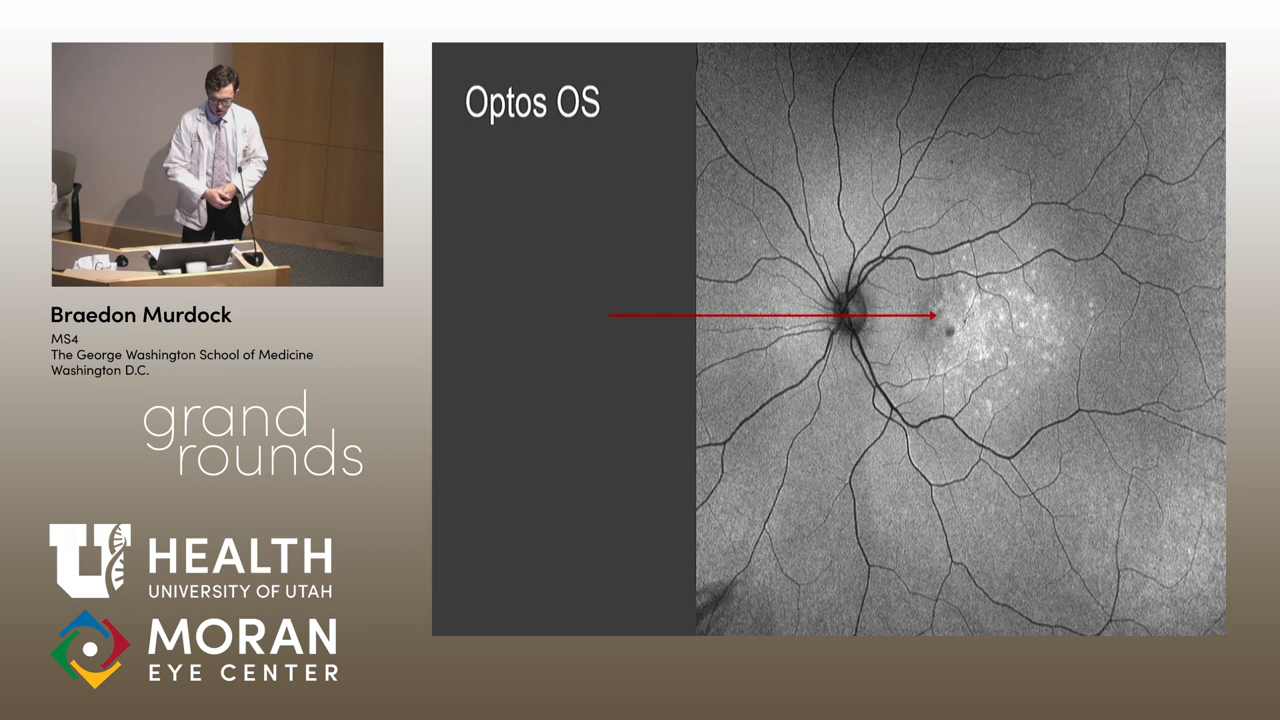 Optos OS
Braedon Murdock
MS4
The George Washington School of Medicine
Washington D.C.
grand
rounds
U
HEALTH
UNIVERSITY OF UTAH
MORAN
EYE CENTER